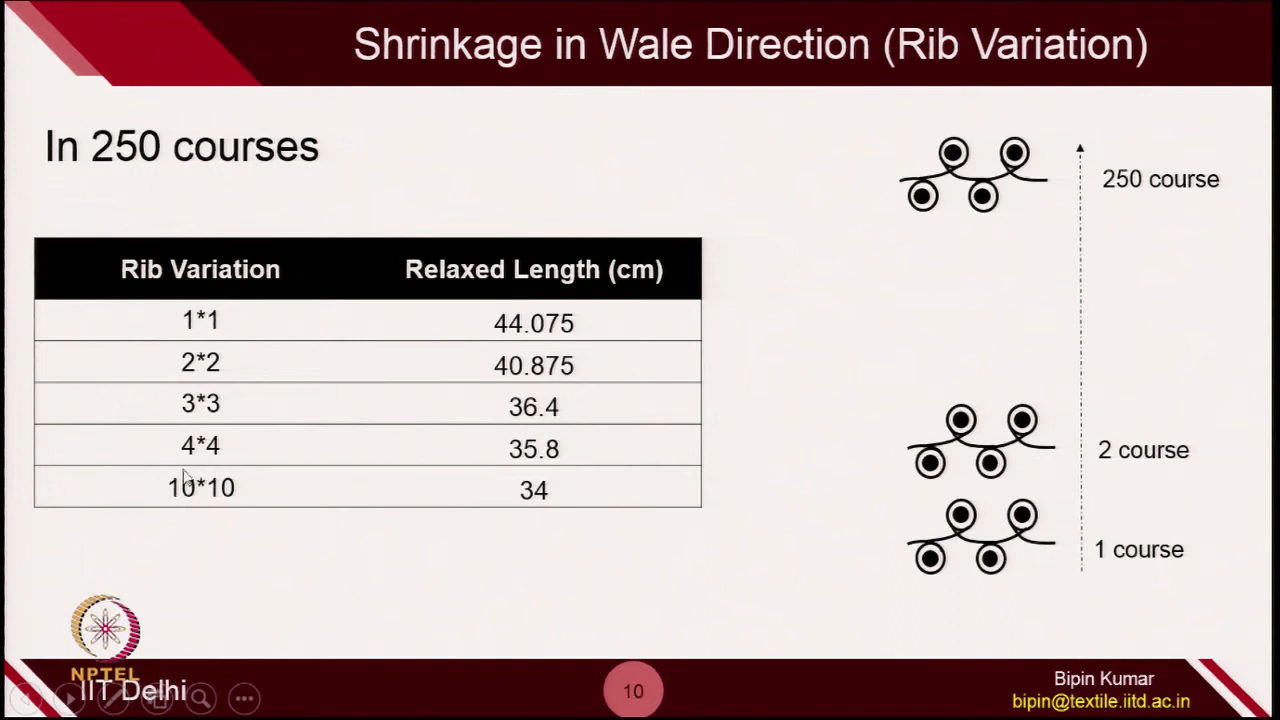 Shrinkage in Wale Direction (Rib Variation)
In 250 courses
Rib Variation Relaxed Length (cm)
1*1 44.075
2*2 40.875
3*3 36.4
4*4 35.8
10*10 34
250 course
2 course
1 course
NPTEL
IIT Delhi
10
Bipin Kumar
bipin@textile.iitd.ac.in